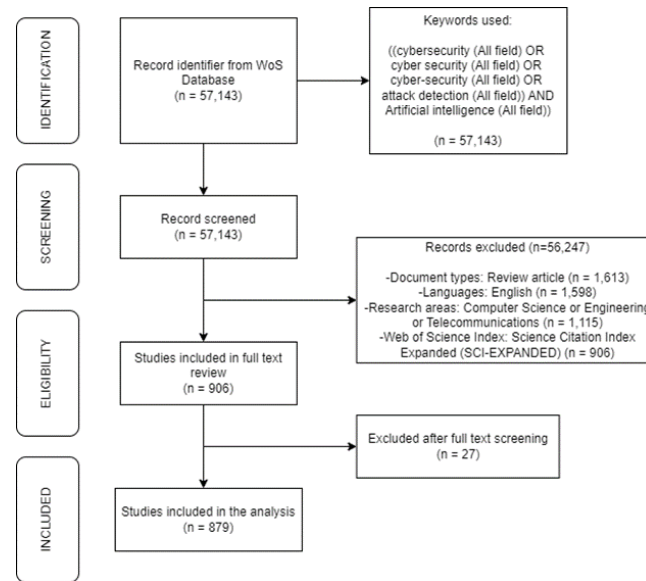 IDENTIFICATION
Record identifier from WoS
Database
(n = 57,143)
Keywords used:
((cybersecurity (All field) OR
cyber security (All field) OR
cyber-security (All field) OR
attack detection (All field)) AND
Artificial intelligence (All field))
(n = 57,143)
SCREENING
Record screened
(n = 57,143)
Records excluded (n=56,247)
-Document types: Review article (n = 1,613)
-Languages: English (n = 1,598)
-Research areas: Computer Science or Engineering
or Telecommunications (n = 1,115)
-Web of Science Index: Science Citation Index
Expanded (SCI-EXPANDED) (n = 906)
ELIGIBILITY
Studies included in full text
review
(n = 906)
Excluded after full text screening
(n = 27)
INCLUDED
Studies included in the analysis
(n = 879)